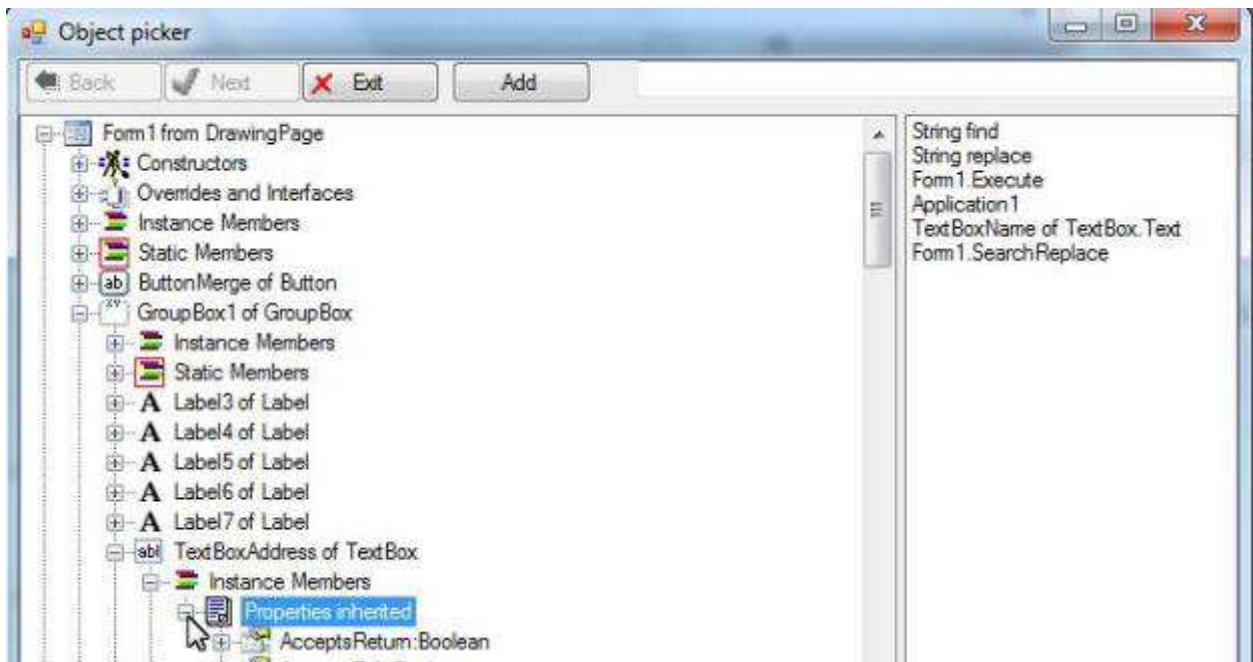 Object picker
Back
Next
Exit
Add
Form1 from DrawingPage
Constructors
Overrides and Interfaces
Instance Members
Static Members
ab
ButtonMerge of Button
XY
GroupBox1 of GroupBox
Instance Members
Static Members
A Label3 of Label
A Label4 of Label
A Label5 of Label
A Label6 of Label
A Label7 of Label
abl TextBoxAddress of TextBox
Instance Members
Properties inherited
AcceptsReturn:Boolean
String find
String replace
Form1.Execute
Application1
TextBoxName of TextBox.Text
Form1.SearchReplace